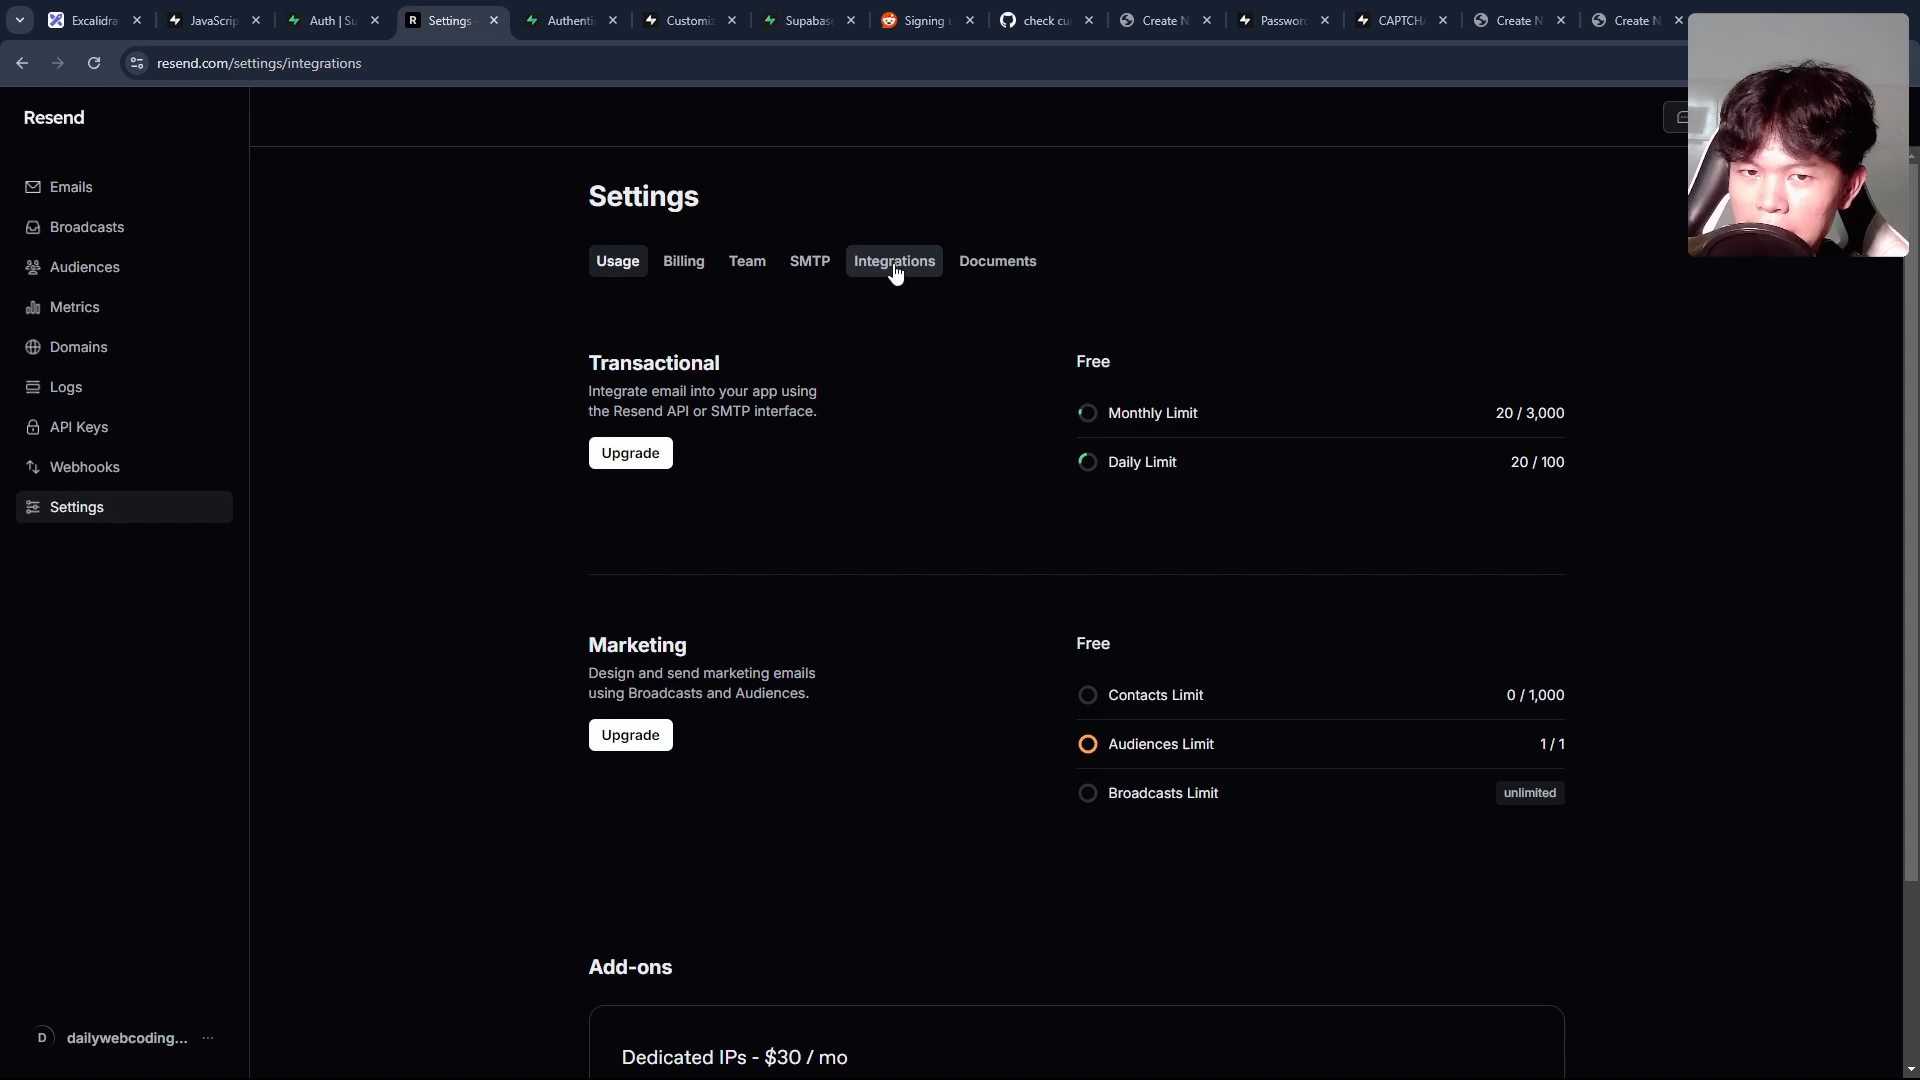 Excalidra
JavaScrip
Auth | Su
Settings
Authenti
Customiz
Supabase
Signing u
check cu
Create N
Password
CAPTCHA
Create N
Create N
resend.com/settings/integrations
Resend
Emails
Broadcasts
Audiences
Metrics
Domains
Logs
API Keys
Webhooks
Settings
D dailywebcoding... ...
Settings
Usage Billing Team SMTP Integrations Documents
Transactional
Integrate email into your app using
the Resend API or SMTP interface.
Upgrade
Free
Monthly Limit 20 / 3,000
Daily Limit 20 / 100
Marketing
Design and send marketing emails
using Broadcasts and Audiences.
Upgrade
Free
Contacts Limit 0 / 1,000
Audiences Limit 1 / 1
Broadcasts Limit unlimited
Add-ons
Dedicated IPs - $30 / mo